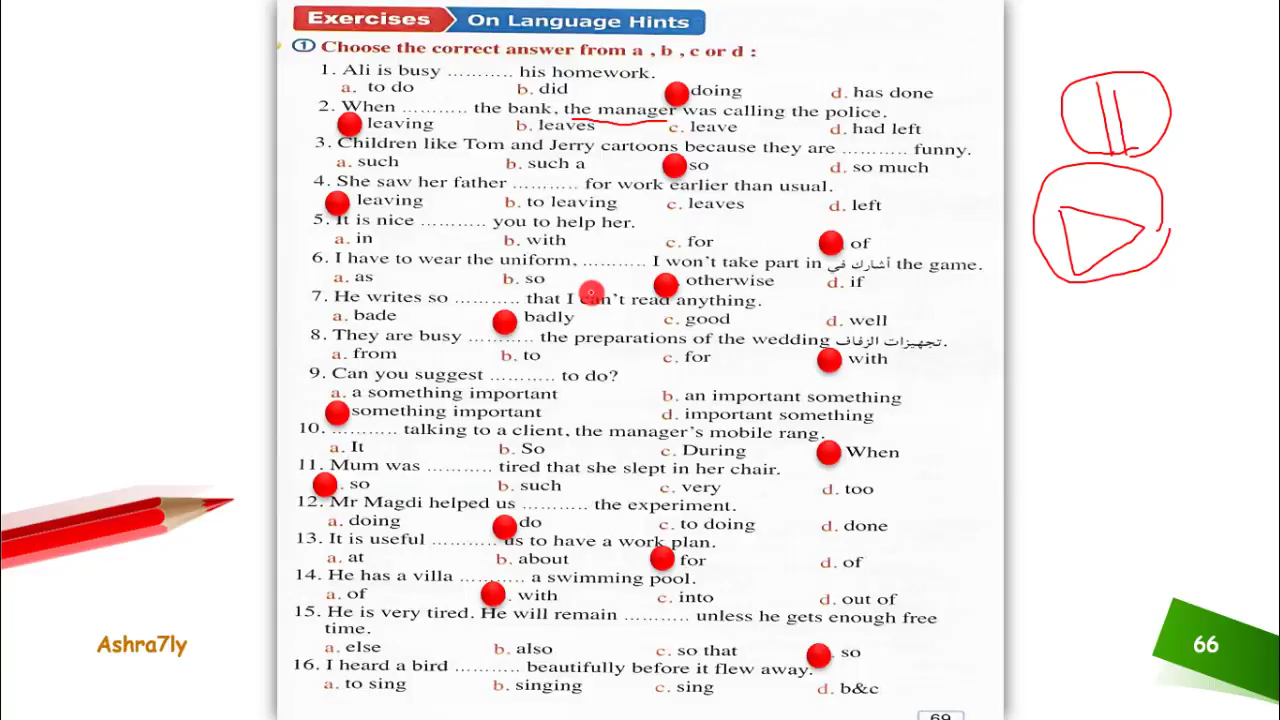 Exercises On Language Hints
1 Choose the correct answer from a , b , c or d :
1. Ali is busy ........... his homework.
a. to do b. did doing d. has done
2. When ........... the bank, the manager was calling the police.
leaving b. leaves c. leave d. had left
3. Children like Tom and Jerry cartoons because they are ........... funny.
a. such b. such a so d. so much
4. She saw her father ........... for work earlier than usual.
leaving b. to leaving c. leaves d. left
5. It is nice ........... you to help her.
a. in b. with c. for of
6. I have to wear the uniform, ........... I won't take part in أشارك في the game.
a. as b. so otherwise d. if
7. He writes so ........... that I can't read anything.
a. bade badly c. good d. well
8. They are busy ........... the preparations of the wedding تجهيزات الزفاف.
a. from b. to c. for with
9. Can you suggest ........... to do?
a. a something important b. an important something
something important d. important something
10. ........... talking to a client, the manager's mobile rang.
a. It b. So c. During When
11. Mum was ........... tired that she slept in her chair.
. so b. such c. very d. too
12. Mr Magdi helped us ........... the experiment.
a. doing do c. to doing d. done
13. It is useful ........... us to have a work plan.
a. at b. about for d. of
14. He has a villa ........... a swimming pool.
a. of . with c. into d. out of
15. He is very tired. He will remain ........... unless he gets enough free
time.
a. else b. also c. so that . so
16. I heard a bird ........... beautifully before it flew away.
a. to sing b. singing c. sing d. b&c
Ashra7ly
66
69